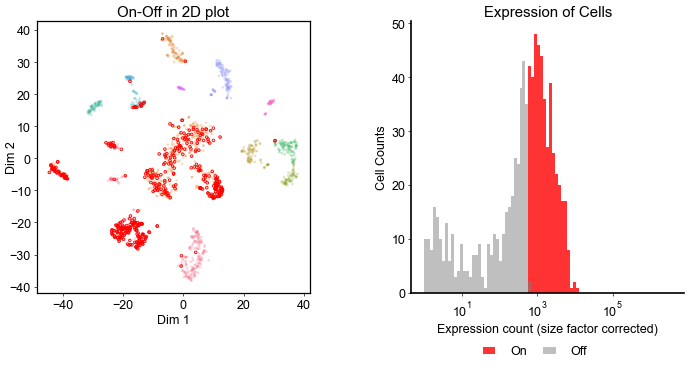 On-Off in 2D plot
40
30
20
10
0
−10
−20
−30
−40
Dim 2
−40
−20
0
20
40
Dim 1
Expression of Cells
50
40
30
20
10
0
Cell Counts
10^1
10^3
10^5
Expression count (size factor corrected)
On
Off